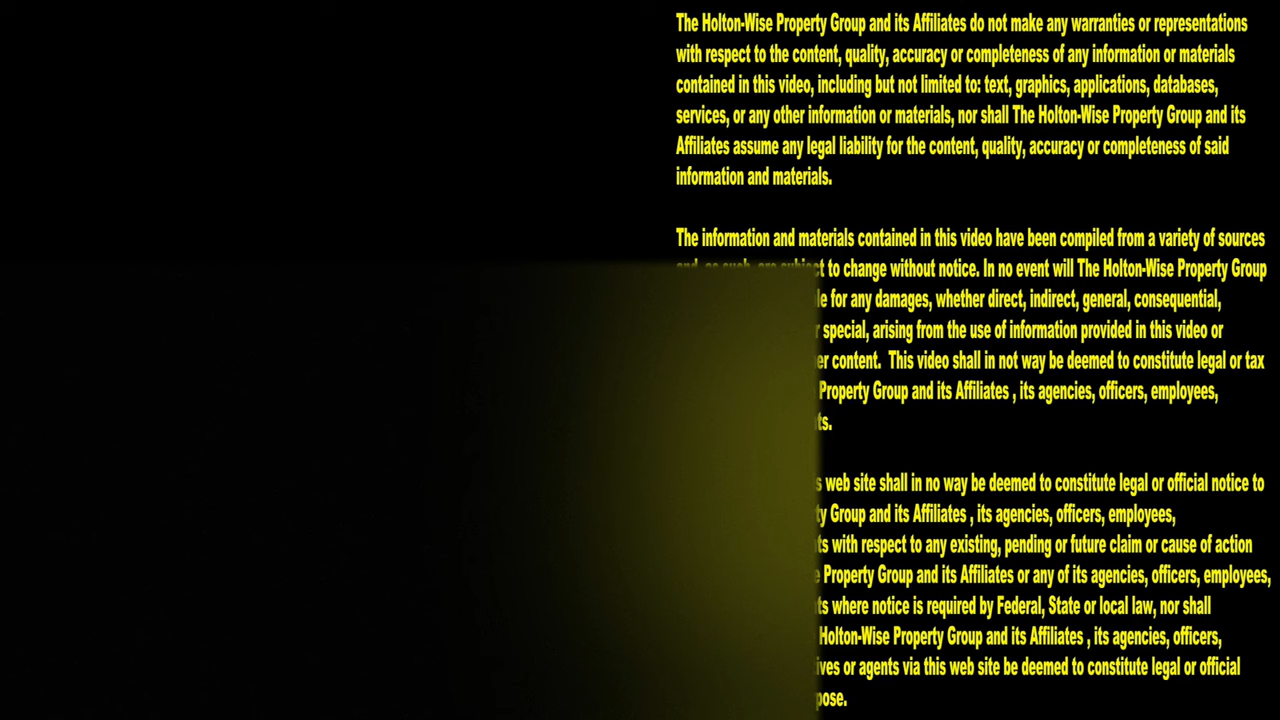 The Holton-Wise Property Group and its Affiliates do not make any warranties or representations
with respect to the content, quality, accuracy or completeness of any information or materials
contained in this video, including but not limited to: text, graphics, applications, databases,
services, or any other information or materials, nor shall The Holton-Wise Property Group and its
Affiliates assume any legal liability for the content, quality, accuracy or completeness of said
information and materials.
The information and materials contained in this video have been compiled from a variety of sources
and, as such, are subject to change without notice. In no event will The Holton-Wise Property Group
for any damages, whether direct, indirect, general, consequential,
special, arising from the use of information provided in this video or
content. This video shall in not way be deemed to constitute legal or tax
Property Group and its Affiliates , its agencies, officers, employees,
web site shall in no way be deemed to constitute legal or official notice to
Group and its Affiliates , its agencies, officers, employees,
with respect to any existing, pending or future claim or cause of action
Property Group and its Affiliates or any of its agencies, officers, employees,
where notice is required by Federal, State or local law, nor shall
Holton-Wise Property Group and its Affiliates , its agencies, officers,
or agents via this web site be deemed to constitute legal or official